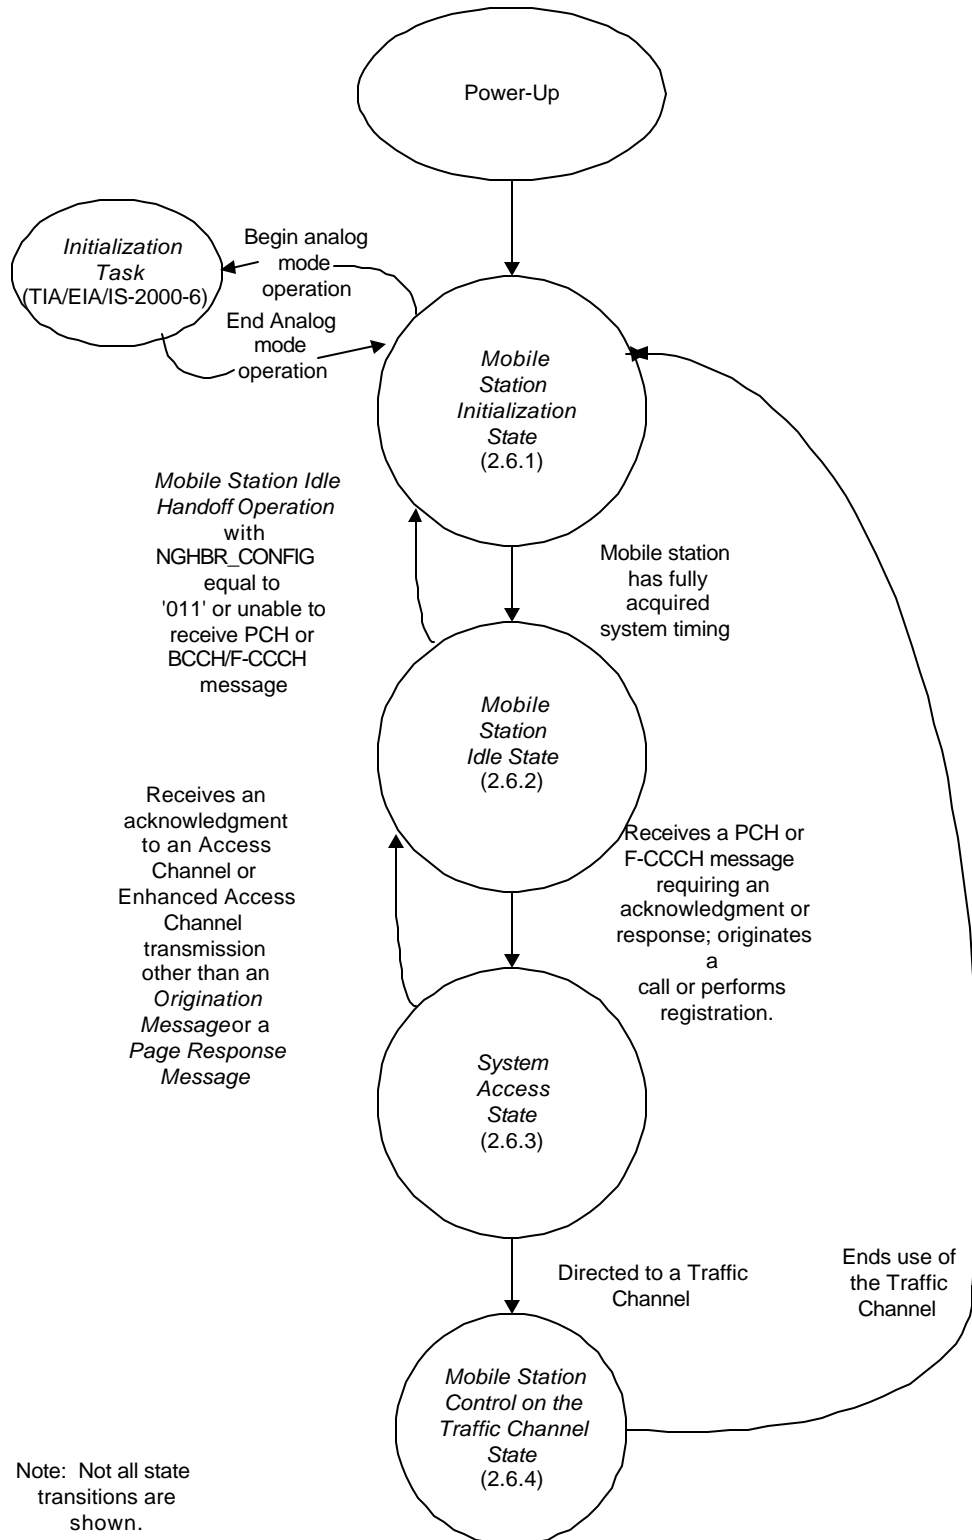 Power-Up
Initialization
Task
(TIA/EIA/IS-2000-6)
Begin analog
mode
operation
End Analog
mode
operation
Mobile
Station
Initialization
State
(2.6.1)
Mobile Station Idle
Handoff Operation
with
NGHBR_CONFIG
equal to
'011' or unable to
receive PCH or
BCCH/F-CCCH
message
Mobile station
has fully
acquired
system timing
Mobile
Station
Idle State
(2.6.2)
Receives an
acknowledgment
to an Access
Channel or
Enhanced Access
Channel
transmission
other than an
Origination
Message or a
Page Response
Message
Receives a PCH or
F-CCCH message
requiring an
acknowledgment or
response; originates
a
call or performs
registration.
System
Access
State
(2.6.3)
Directed to a Traffic
Channel
Ends use of
the Traffic
Channel
Mobile Station
Control on the
Traffic Channel
State
(2.6.4)
Note: Not all state
transitions are
shown.